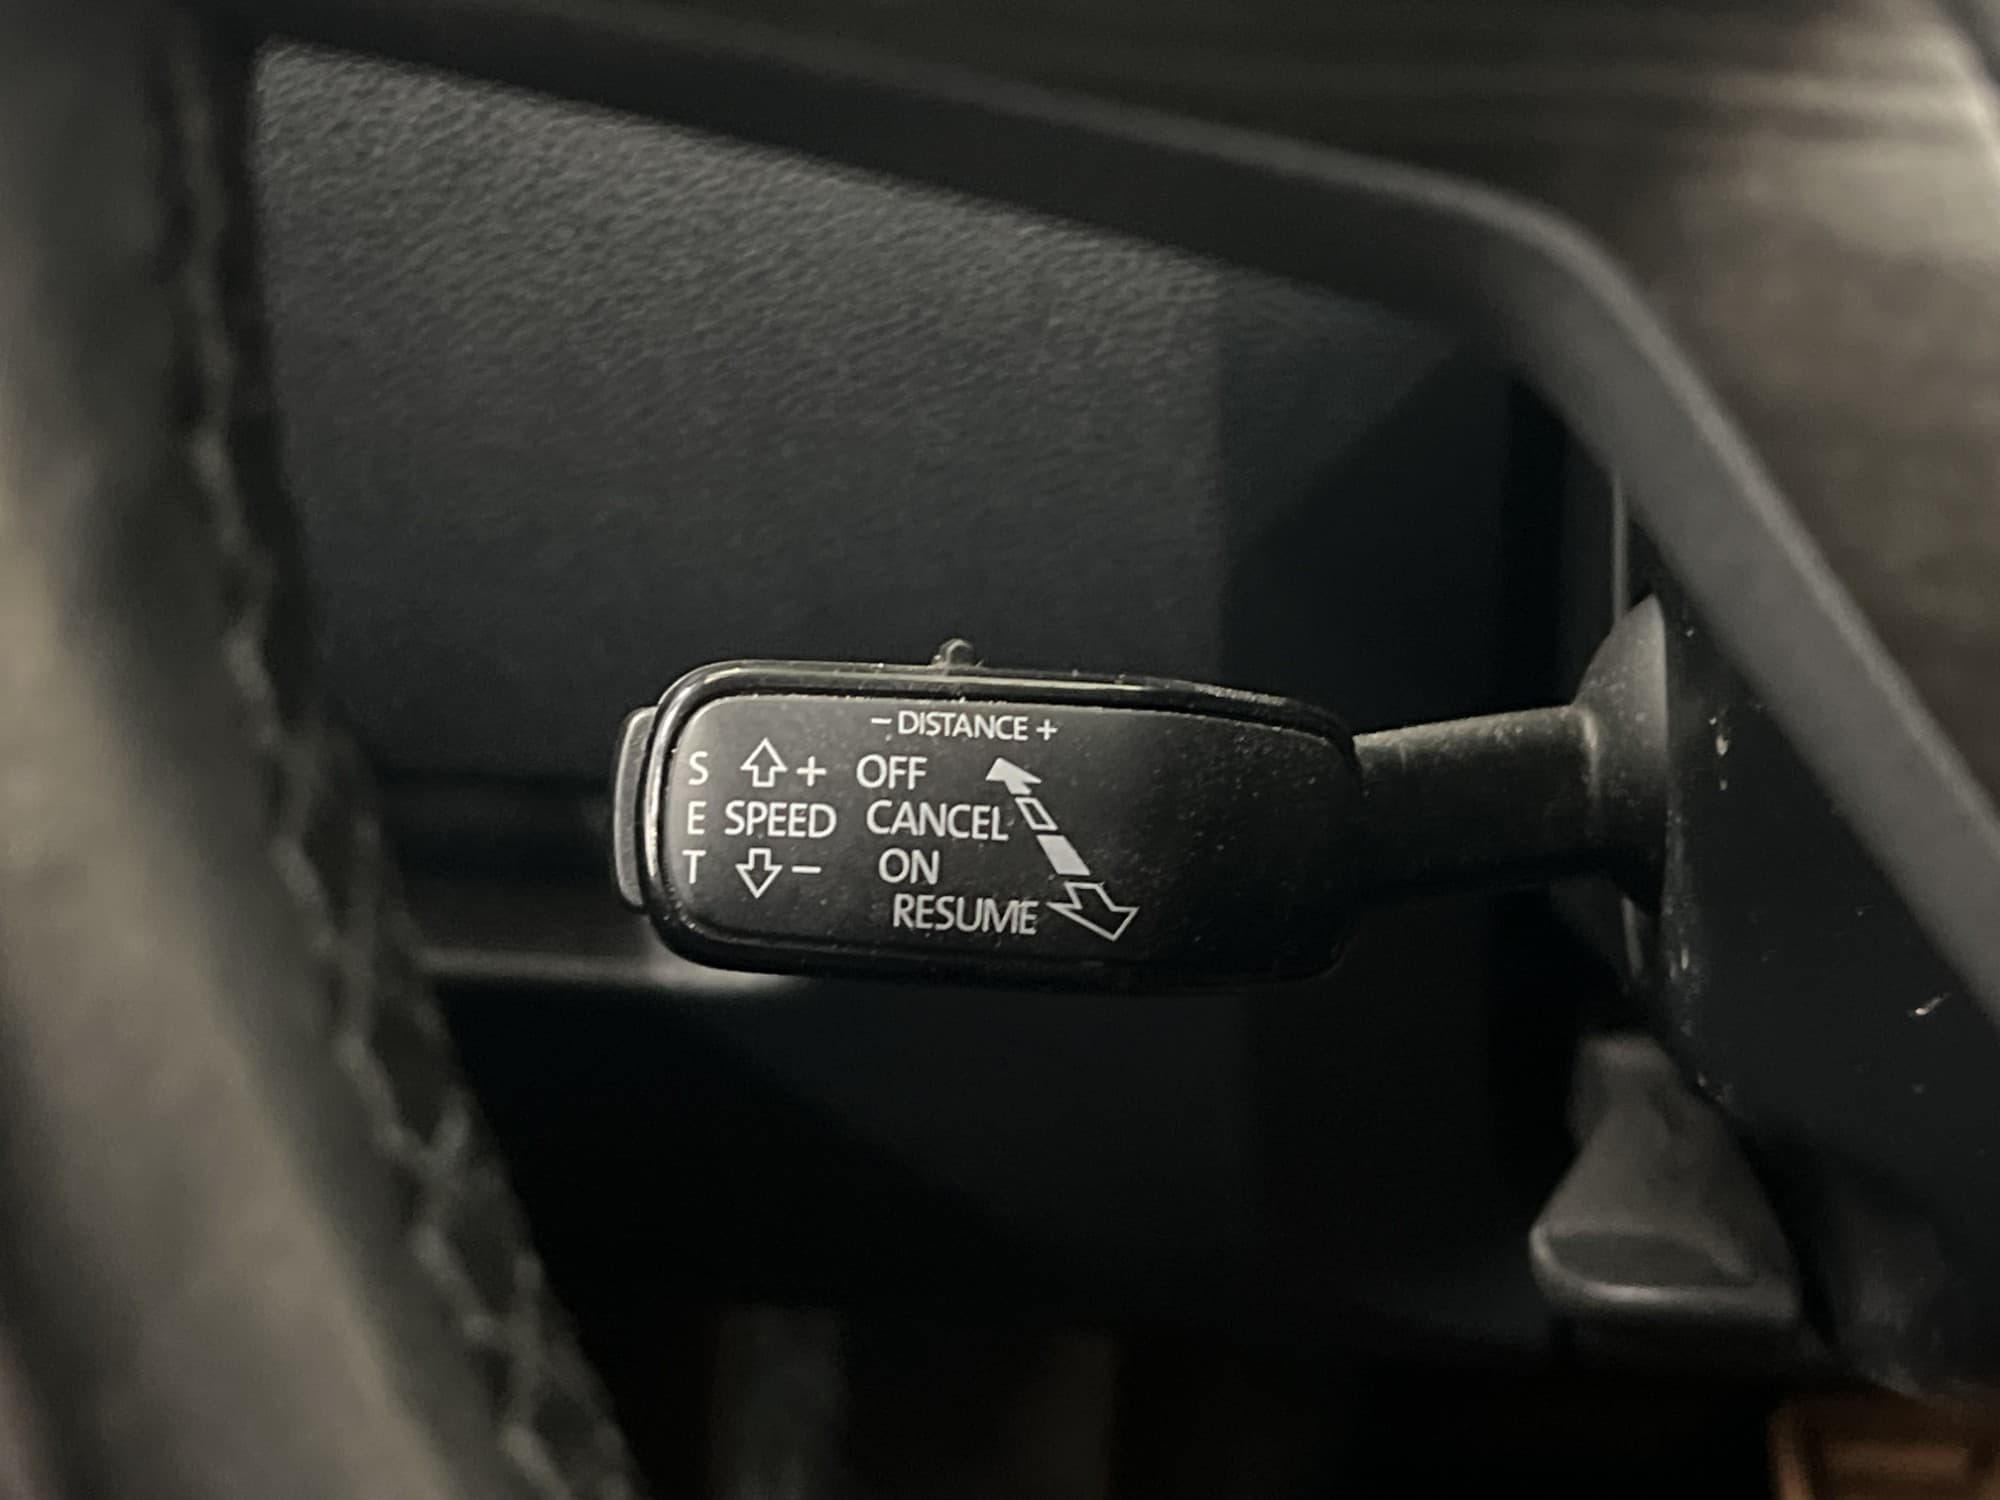 - DISTANCE +
S + OFF
E SPEED CANCEL
T - ON
RESUME